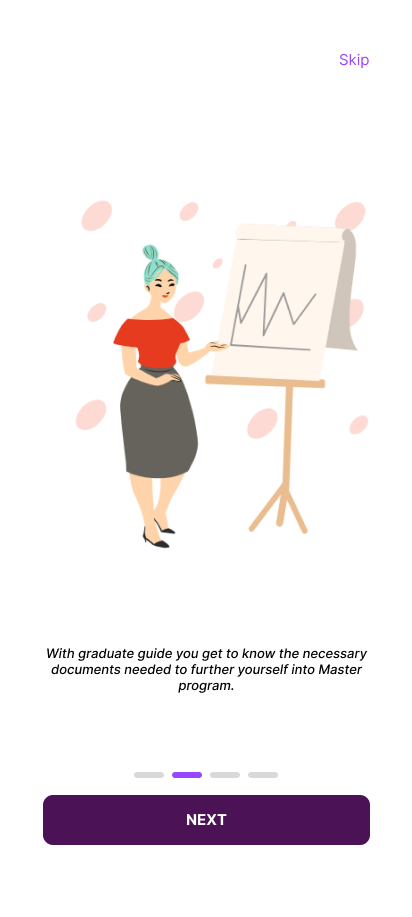 Skip
With graduate guide you get to know the necessary
documents needed to further yourself into Master
program.
NEXT